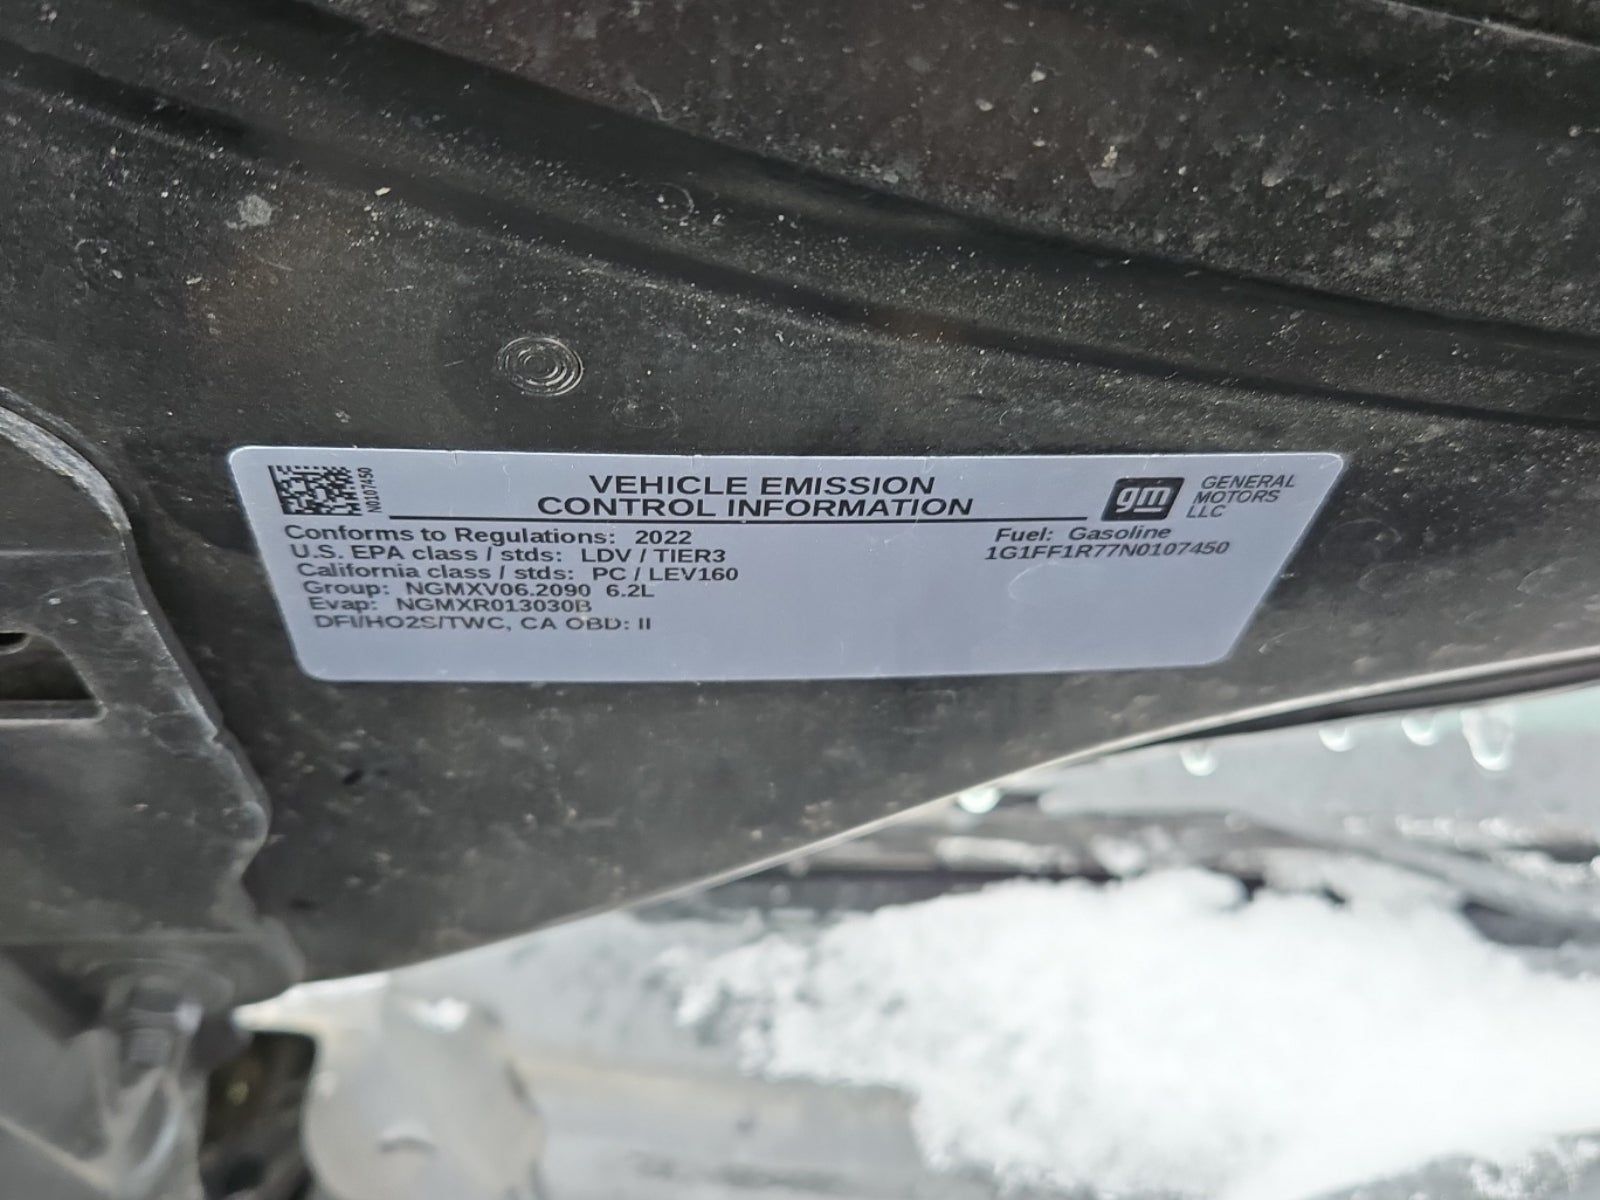 N0107450
VEHICLE EMISSION
CONTROL INFORMATION
gm
GENERAL
MOTORS
LLC
Conforms to Regulations: 2022
U.S. EPA class / stds: LDV / TIER3
California class / stds: PC / LEV160
Group: NGMXV06.2090 6.2L
Evap: NGMXR013030B
DFI/HO2S/TWC, CA OBD: II
Fuel: Gasoline
1G1FF1R77N0107450